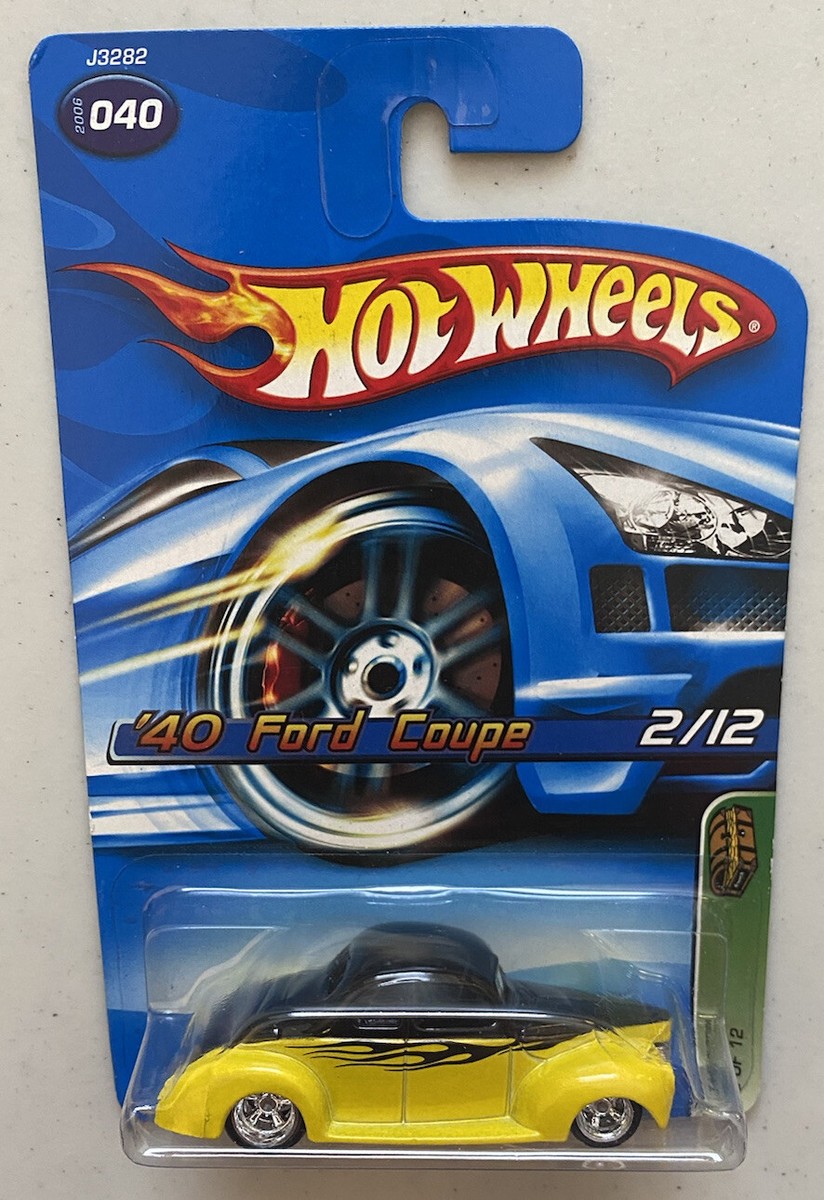 J3282
2006
040
HOT WHEELS®
'40 Ford Coupe 2/12
OF 12